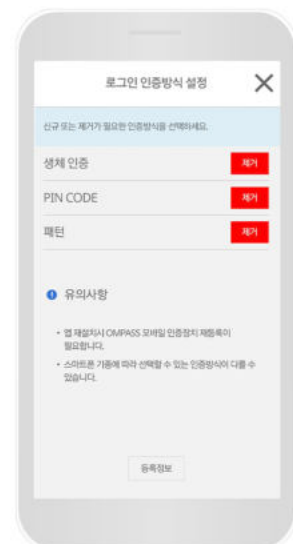 로그인 인증방식 설정
신규 또는 제거가 필요한 인증방식을 선택하세요.
생체 인증 제거
PIN CODE 제거
패턴 제거
유의사항
• 앱 재설치시 OMPASS 모바일 인증장치 재등록이
필요합니다.
• 스마트폰 기종에 따라 선택할 수 있는 인증방식이 다를 수
있습니다.
등록정보